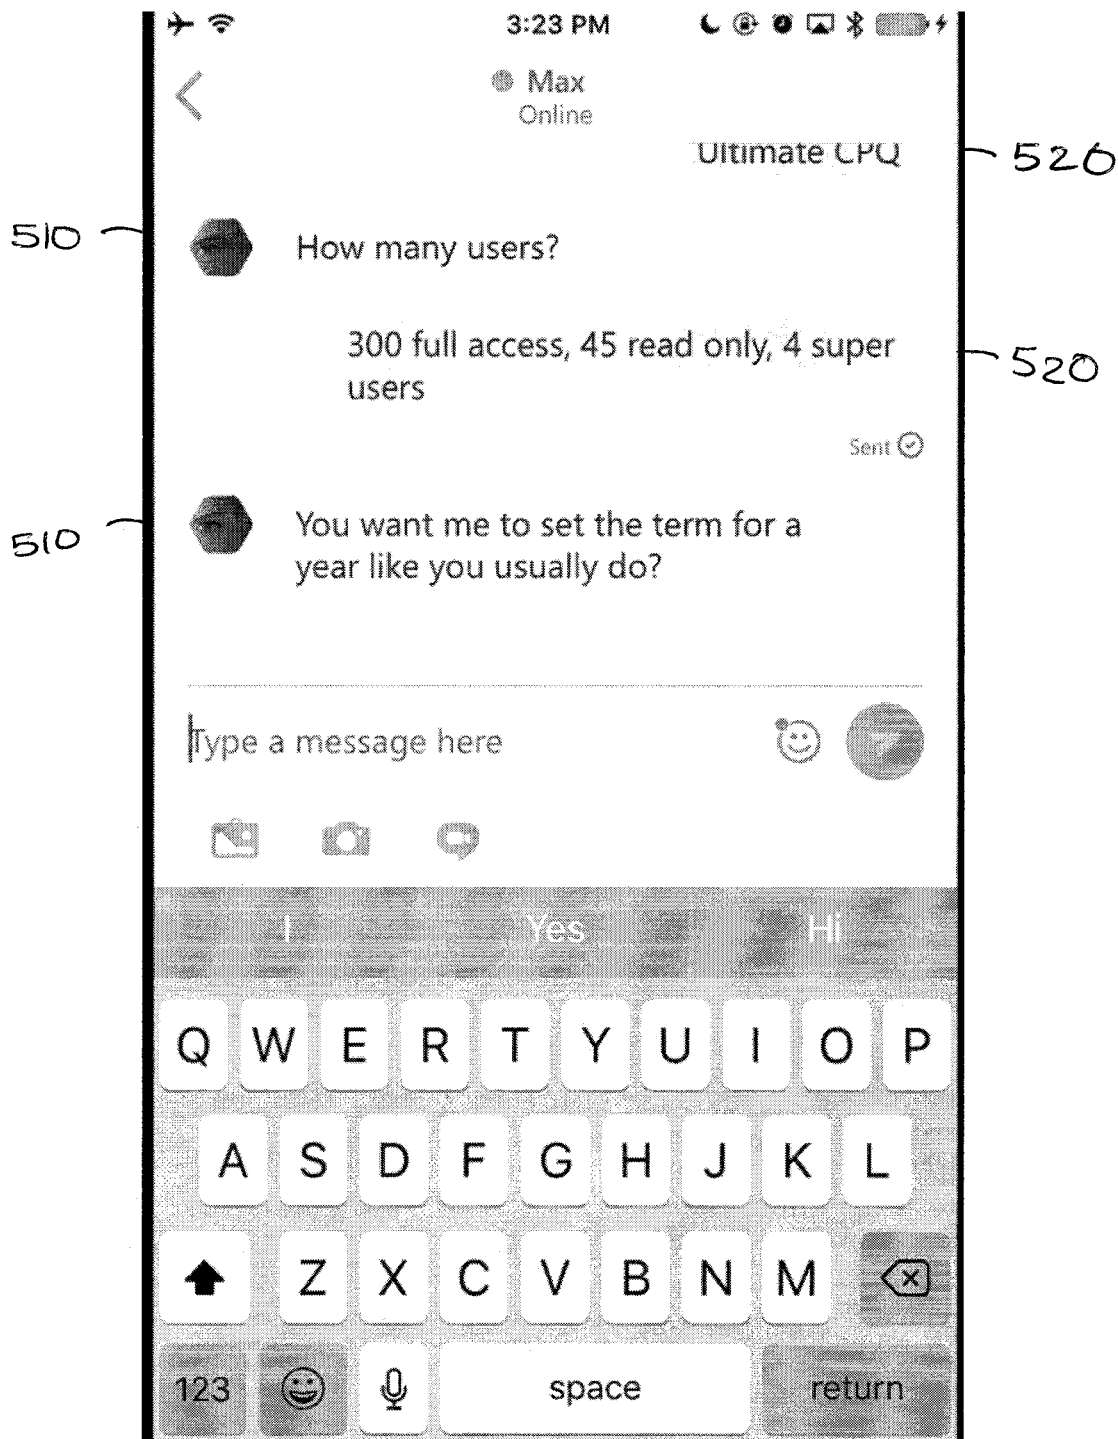 3:23 PM
Max
Online
Ultimate CPQ
520
510
How many users?
300 full access, 45 read only, 4 super
users
520
Sent
510
You want me to set the term for a
year like you usually do?
Type a message here
I Yes Hi
Q W E R T Y U I O P
A S D F G H J K L
Z X C V B N M
123 space return